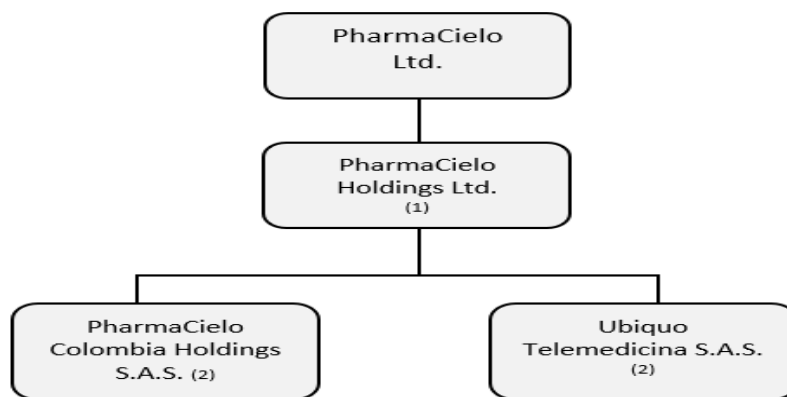 PharmaCielo
Ltd.
PharmaCielo
Holdings Ltd.
(1)
PharmaCielo
Colombia Holdings
S.A.S. (2)
Ubiquo
Telemedicina S.A.S.
(2)